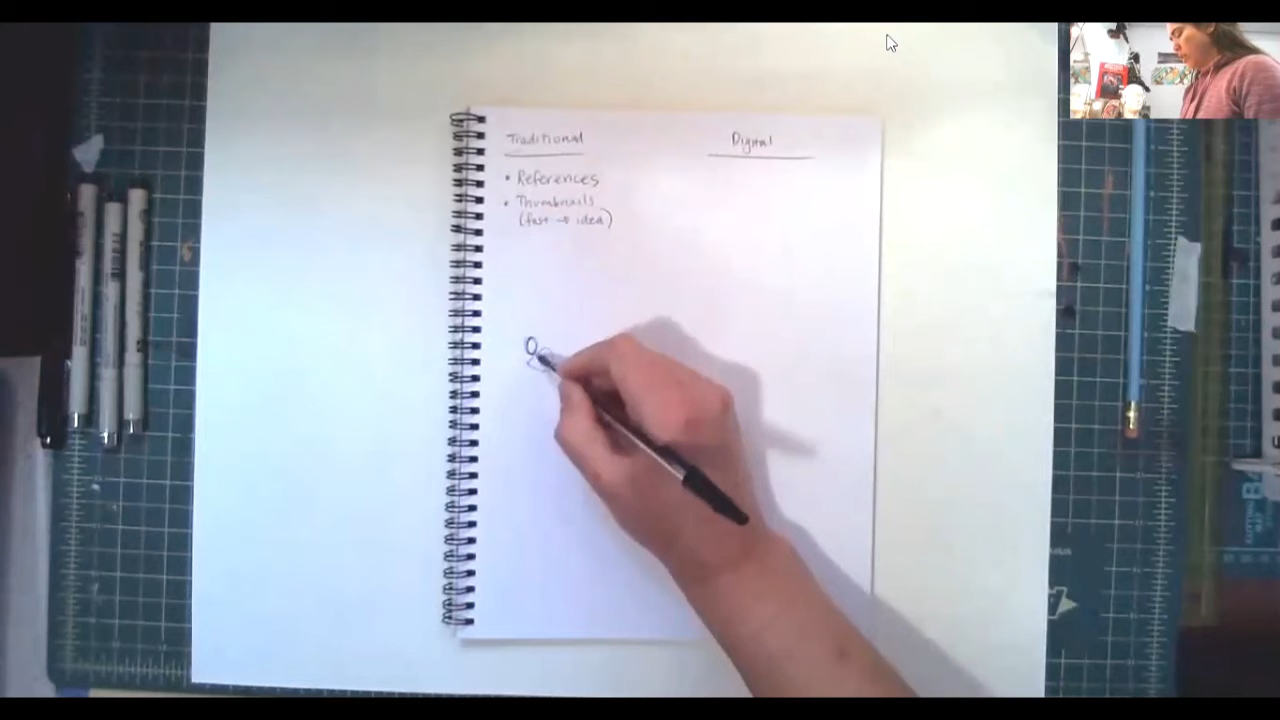 Traditional
Digital
• References
• Thumbnails
(fast → idea)